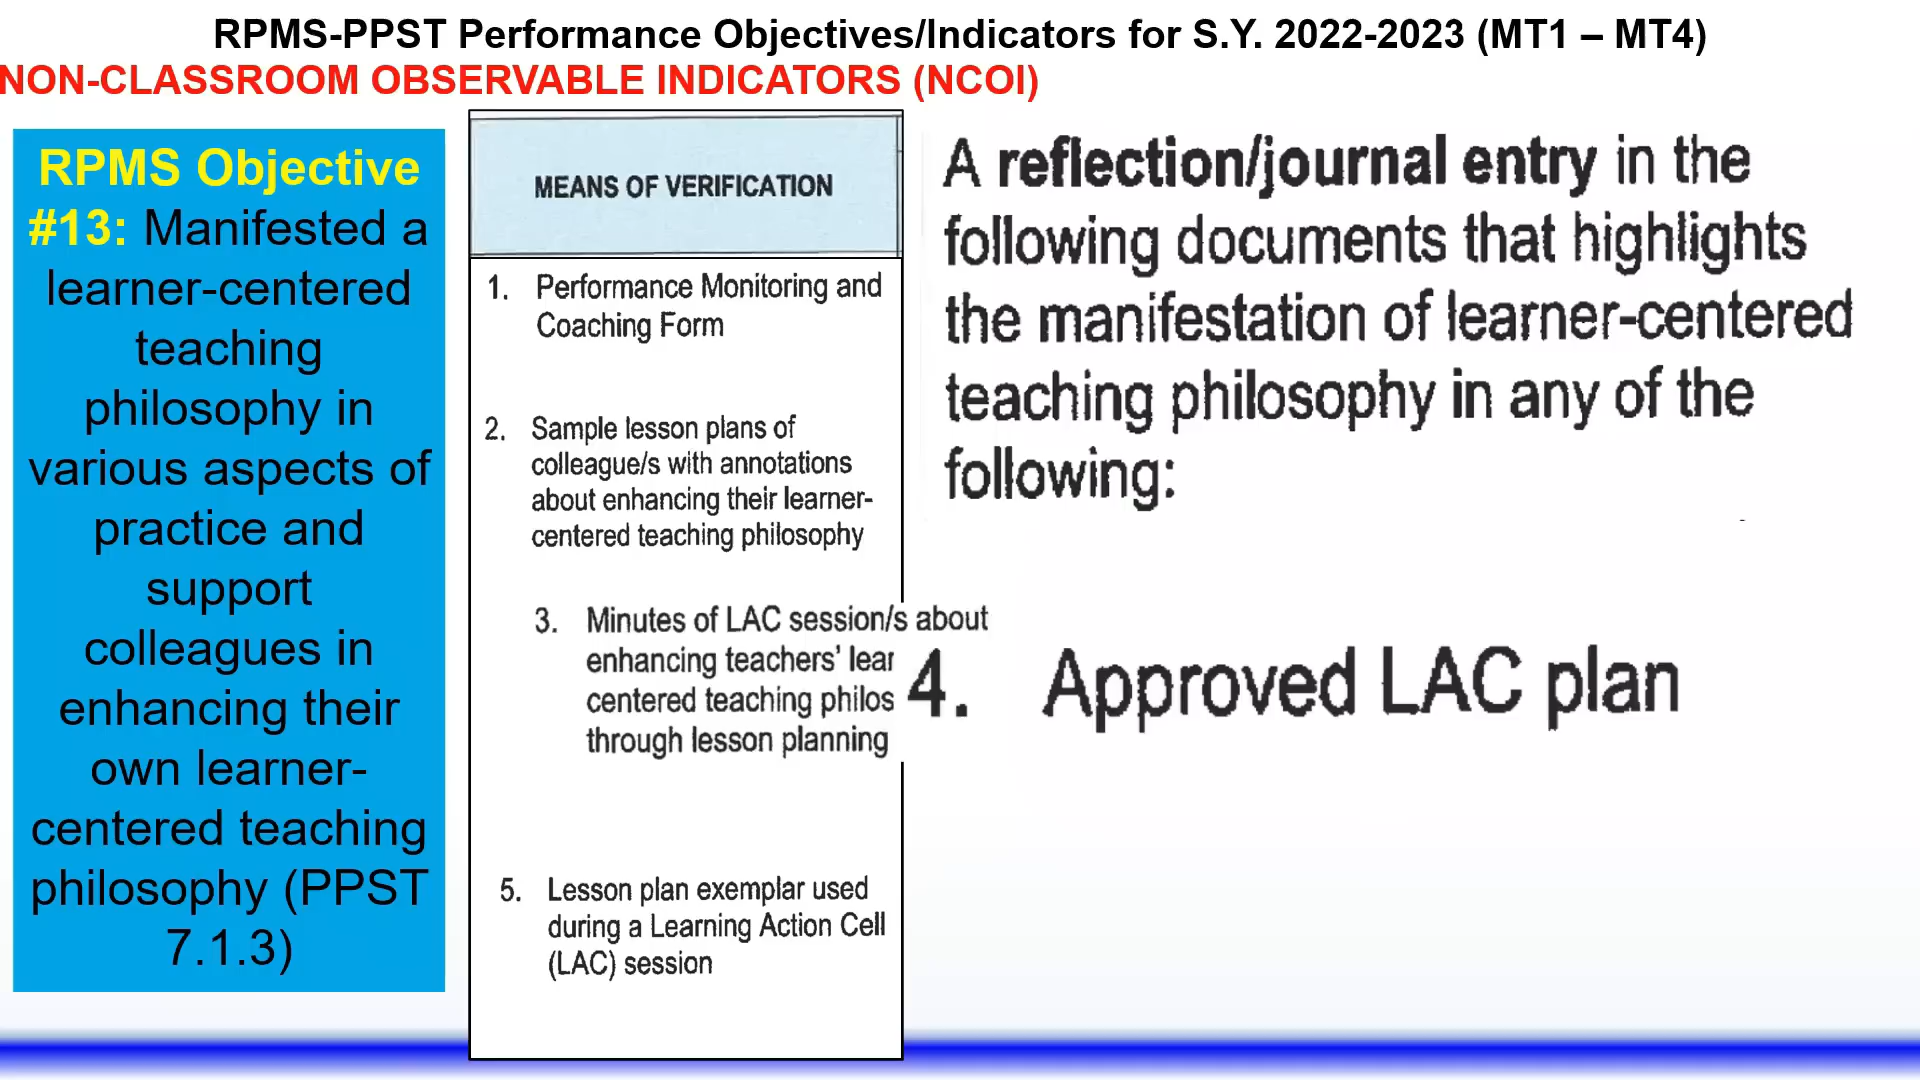 RPMS-PPST Performance Objectives/Indicators for S.Y. 2022-2023 (MT1 – MT4)
NON-CLASSROOM OBSERVABLE INDICATORS (NCOI)
RPMS Objective
#13: Manifested a
learner-centered
teaching
philosophy in
various aspects of
practice and
support
colleagues in
enhancing their
own learner-
centered teaching
philosophy (PPST
7.1.3)
MEANS OF VERIFICATION
1. Performance Monitoring and
Coaching Form
2. Sample lesson plans of
colleague/s with annotations
about enhancing their learner-
centered teaching philosophy
3. Minutes of LAC session/s about
enhancing teachers' lear
centered teaching philos
through lesson planning
5. Lesson plan exemplar used
during a Learning Action Cell
(LAC) session
A reflection/journal entry in the
following documents that highlights
the manifestation of learner-centered
teaching philosophy in any of the
following:
4. Approved LAC plan